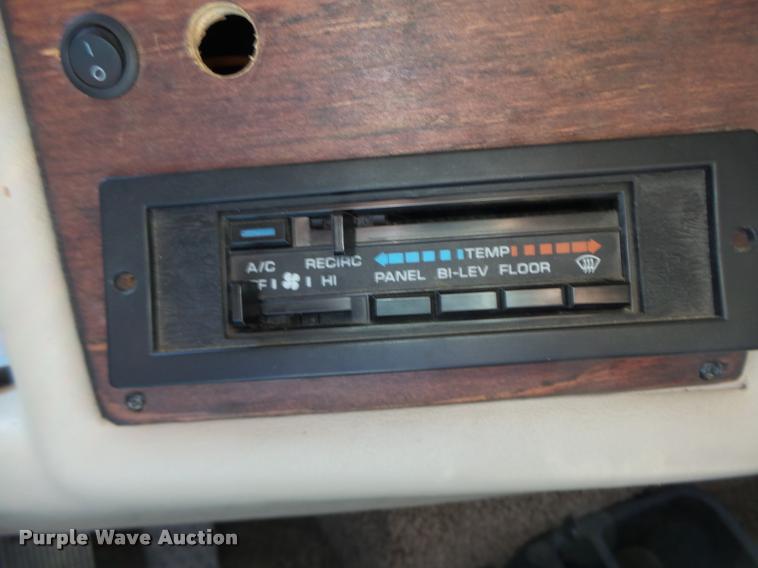 TEMP
A/C RECIRC
PANEL BI-LEV FLOOR
HI
Purple Wave Auction